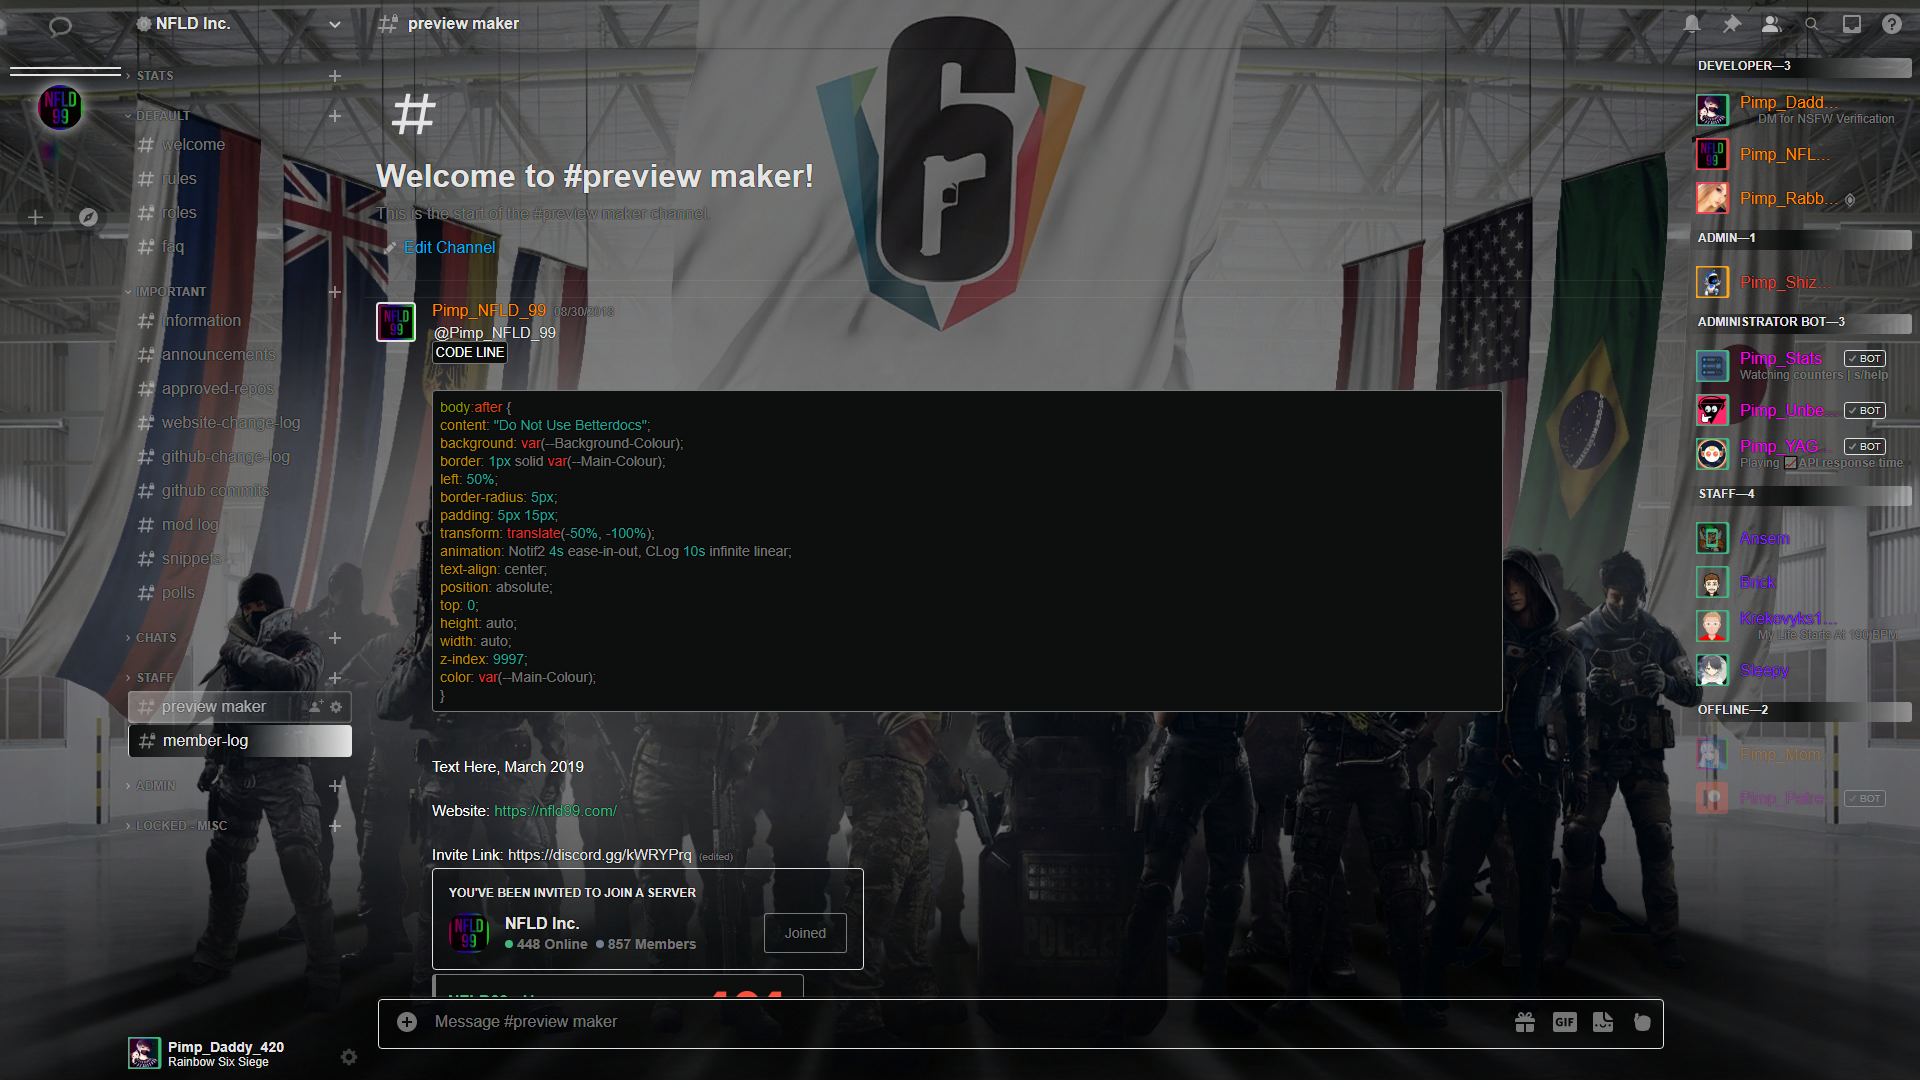 NFLD Inc.
preview maker
STATS
DEFAULT
welcome
rules
roles
faq
IMPORTANT
information
announcements
approved-repos
website-change-log
github-change-log
github commits
mod log
snippets
polls
CHATS
STAFF
preview maker
member-log
ADMIN
LOCKED - MISC
Pimp_Daddy_420
Rainbow Six Siege
NFLD
99
#
Welcome to #preview maker!
This is the start of the #preview maker channel.
Edit Channel
Pimp_NFLD_99 08/30/2018
@Pimp_NFLD_99
CODE LINE
body:after {
content: "Do Not Use Betterdocs";
background: var(--Background-Colour);
border: 1px solid var(--Main-Colour);
left: 50%;
border-radius: 5px;
padding: 5px 15px;
transform: translate(-50%, -100%);
animation: Notif2 4s ease-in-out, CLog 10s infinite linear;
text-align: center;
position: absolute;
top: 0;
height: auto;
width: auto;
z-index: 9997;
color: var(--Main-Colour);
}
Text Here, March 2019
Website: https://nfld99.com/
Invite Link: https://discord.gg/kWRYPrq (edited)
YOU'VE BEEN INVITED TO JOIN A SERVER
NFLD
99
NFLD Inc.
448 Online 857 Members
Joined
Message #preview maker
GIF
DEVELOPER—3
Pimp_Dadd...
DM for NSFW Verification
Pimp_NFL...
Pimp_Rabb...
ADMIN—1
Pimp_Shiz...
ADMINISTRATOR BOT—3
Pimp_Stats BOT
Watching counters | s/help
Pimp_Unbe... BOT
Pimp_YAG BOT
Playing API response time
STAFF—4
Ansem
Brick
Krekevyks1...
My Life Starts At 190 BPM
Sleepy
OFFLINE—2
Pimp_Mom
BOT